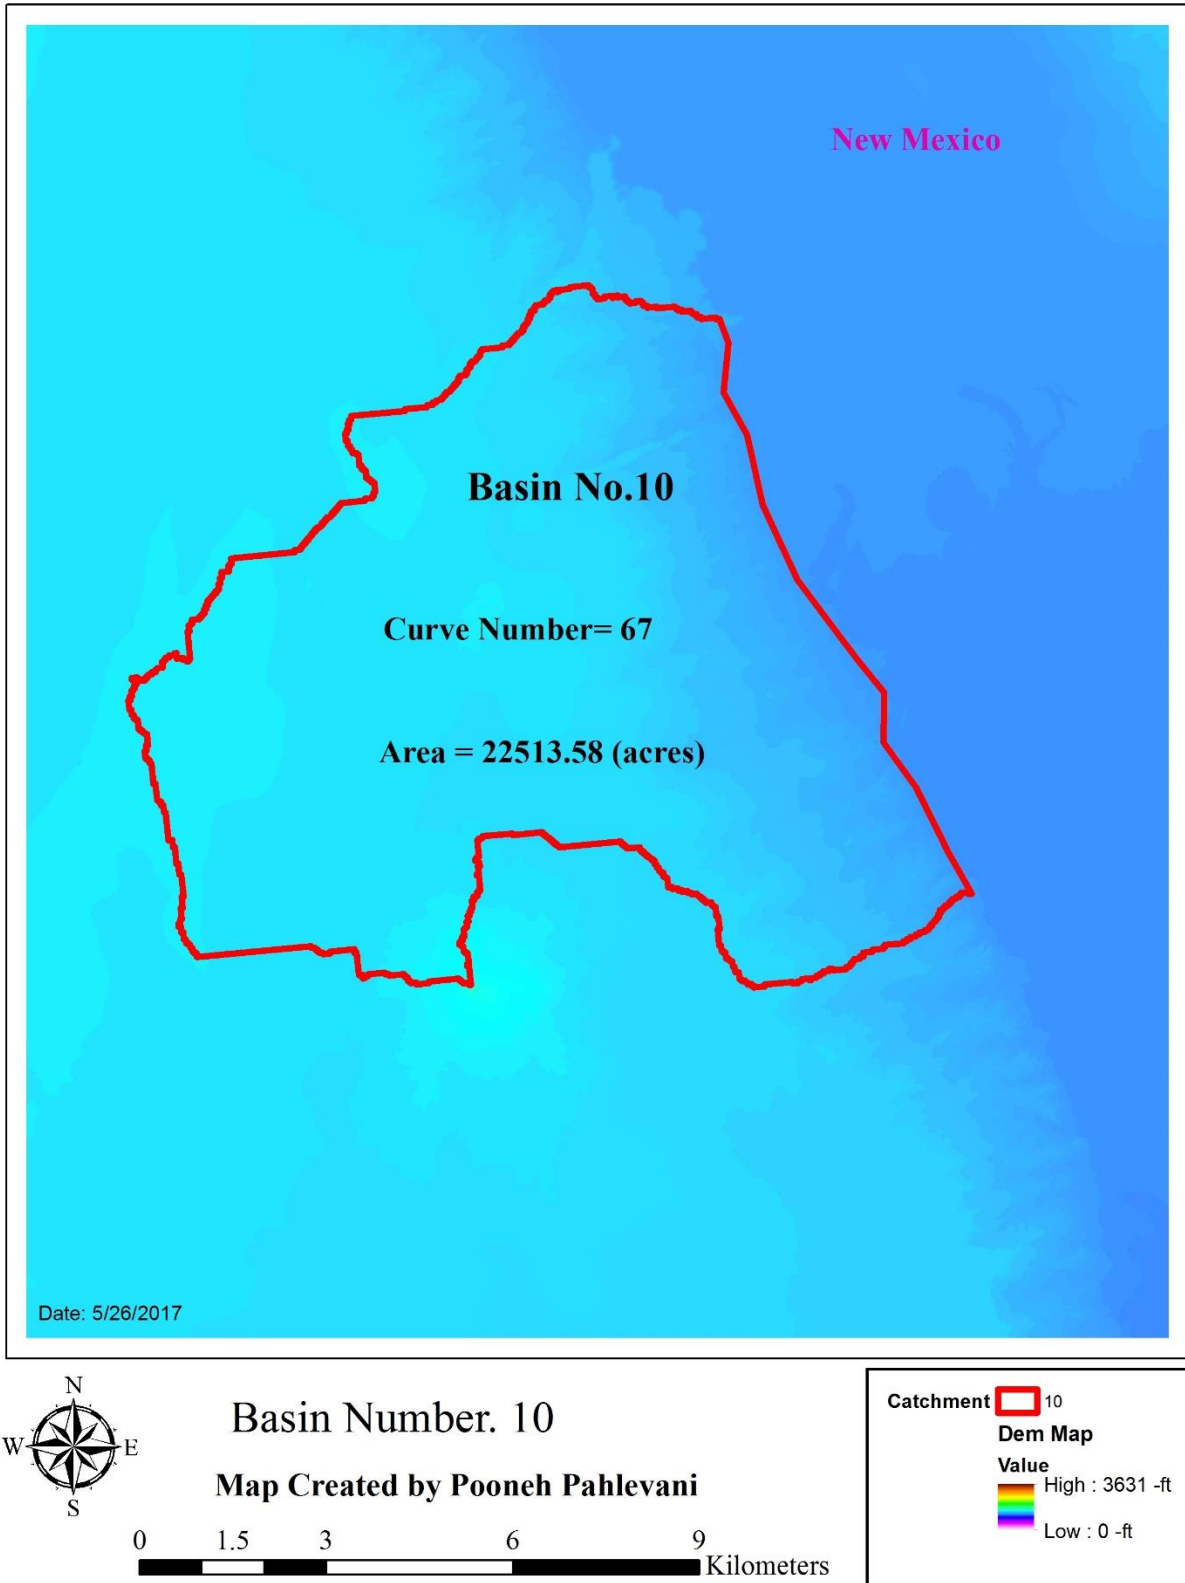 New Mexico
Basin No.10
Curve Number= 67
Area = 22513.58 (acres)
Date: 5/26/2017
N
W E
S
Basin Number. 10
Map Created by Pooneh Pahlevani
0 1.5 3 6 9
Kilometers
Catchment 10
Dem Map
Value
High : 3631 -ft
Low : 0 -ft